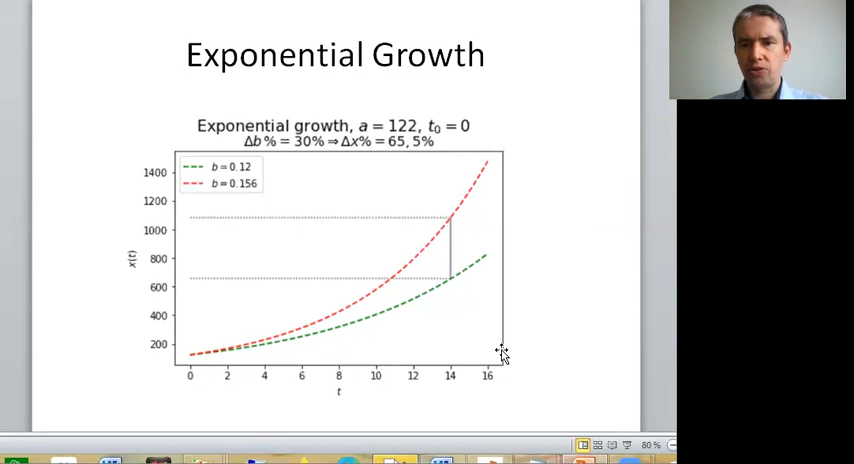 Exponential Growth
Exponential growth, a = 122, t₀ = 0
Δb% = 30% ⇒ Δx% = 65, 5%
b = 0.12
b = 0.156
1400
1200
1000
800
600
400
200
x(t)
0 2 4 6 8 10 12 14 16
t
80 %